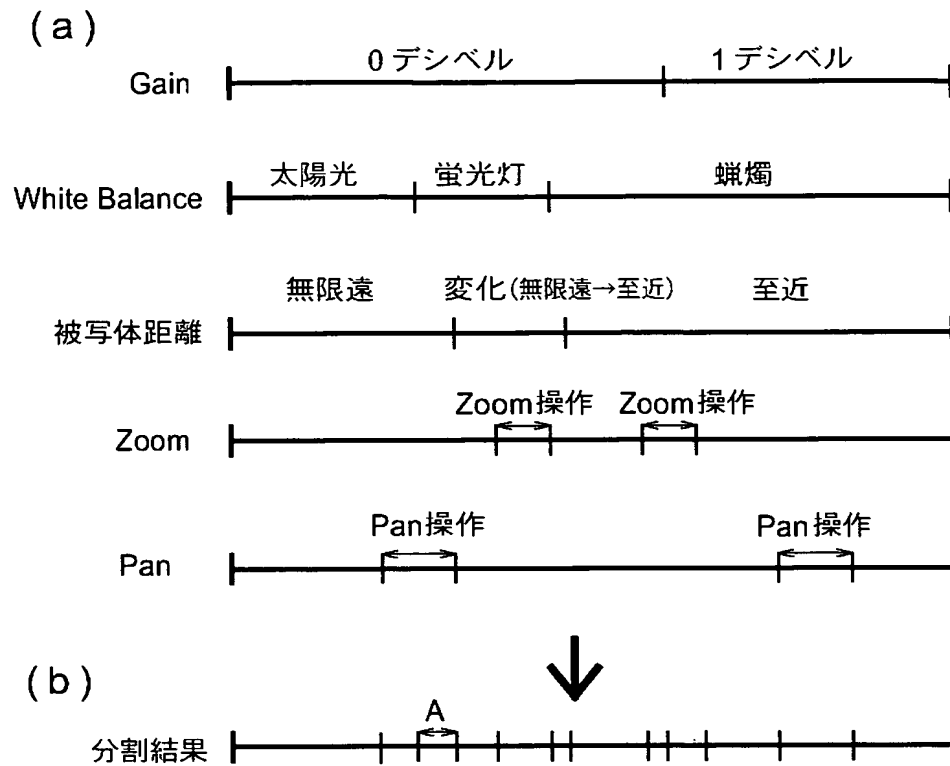 (a)
0 デシベル 1 デシベル
Gain
太陽光 蛍光灯 蝋燭
White Balance
無限遠 変化(無限遠→至近) 至近
被写体距離
Zoom操作 Zoom操作
Zoom
Pan操作 Pan操作
Pan
(b)
A
分割結果